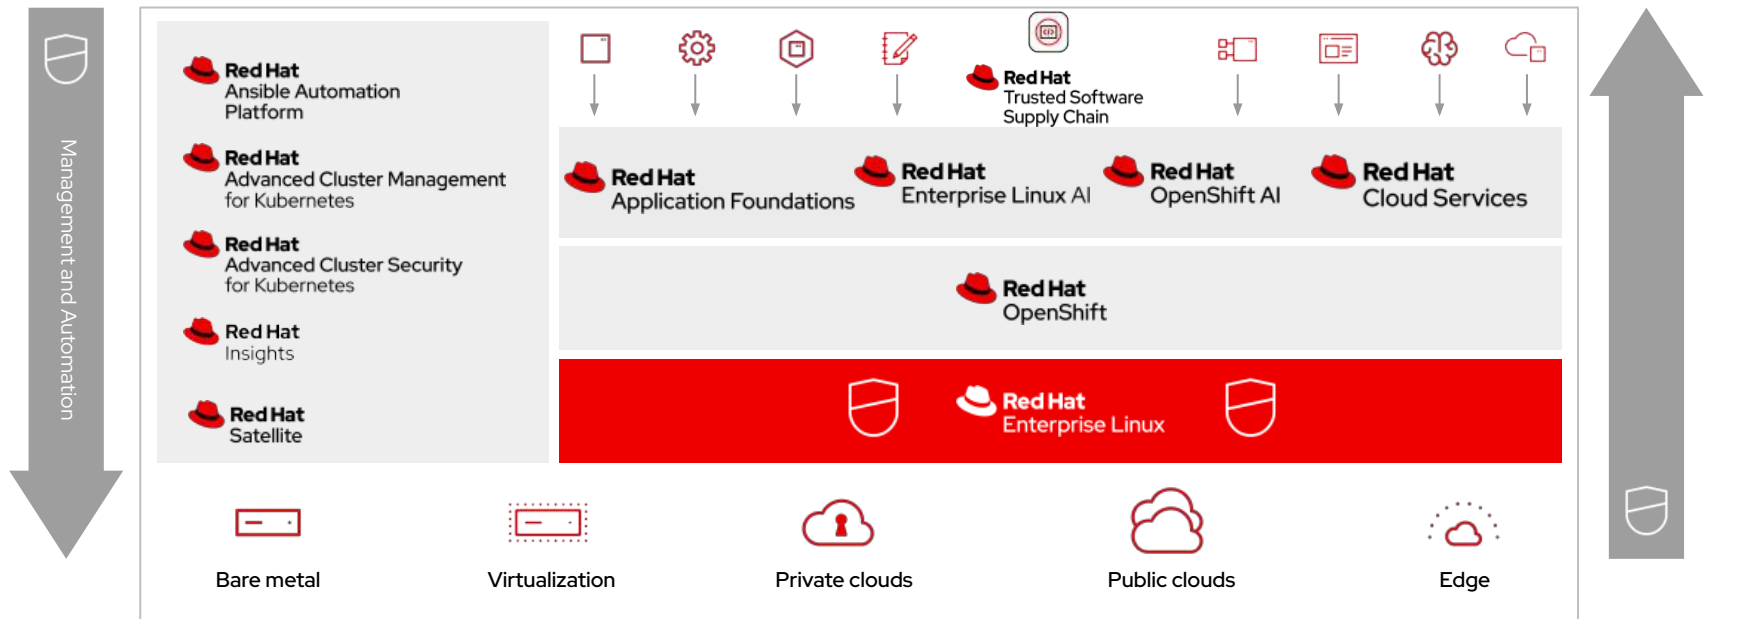 Management and Automation
Red Hat
Ansible Automation
Platform
Red Hat
Advanced Cluster Management
for Kubernetes
Red Hat
Advanced Cluster Security
for Kubernetes
Red Hat
Insights
Red Hat
Satellite
Red Hat
Trusted Software
Supply Chain
Red Hat
Application Foundations
Red Hat
Enterprise Linux AI
Red Hat
OpenShift AI
Red Hat
Cloud Services
Red Hat
OpenShift
Red Hat
Enterprise Linux
Bare metal
Virtualization
Private clouds
Public clouds
Edge